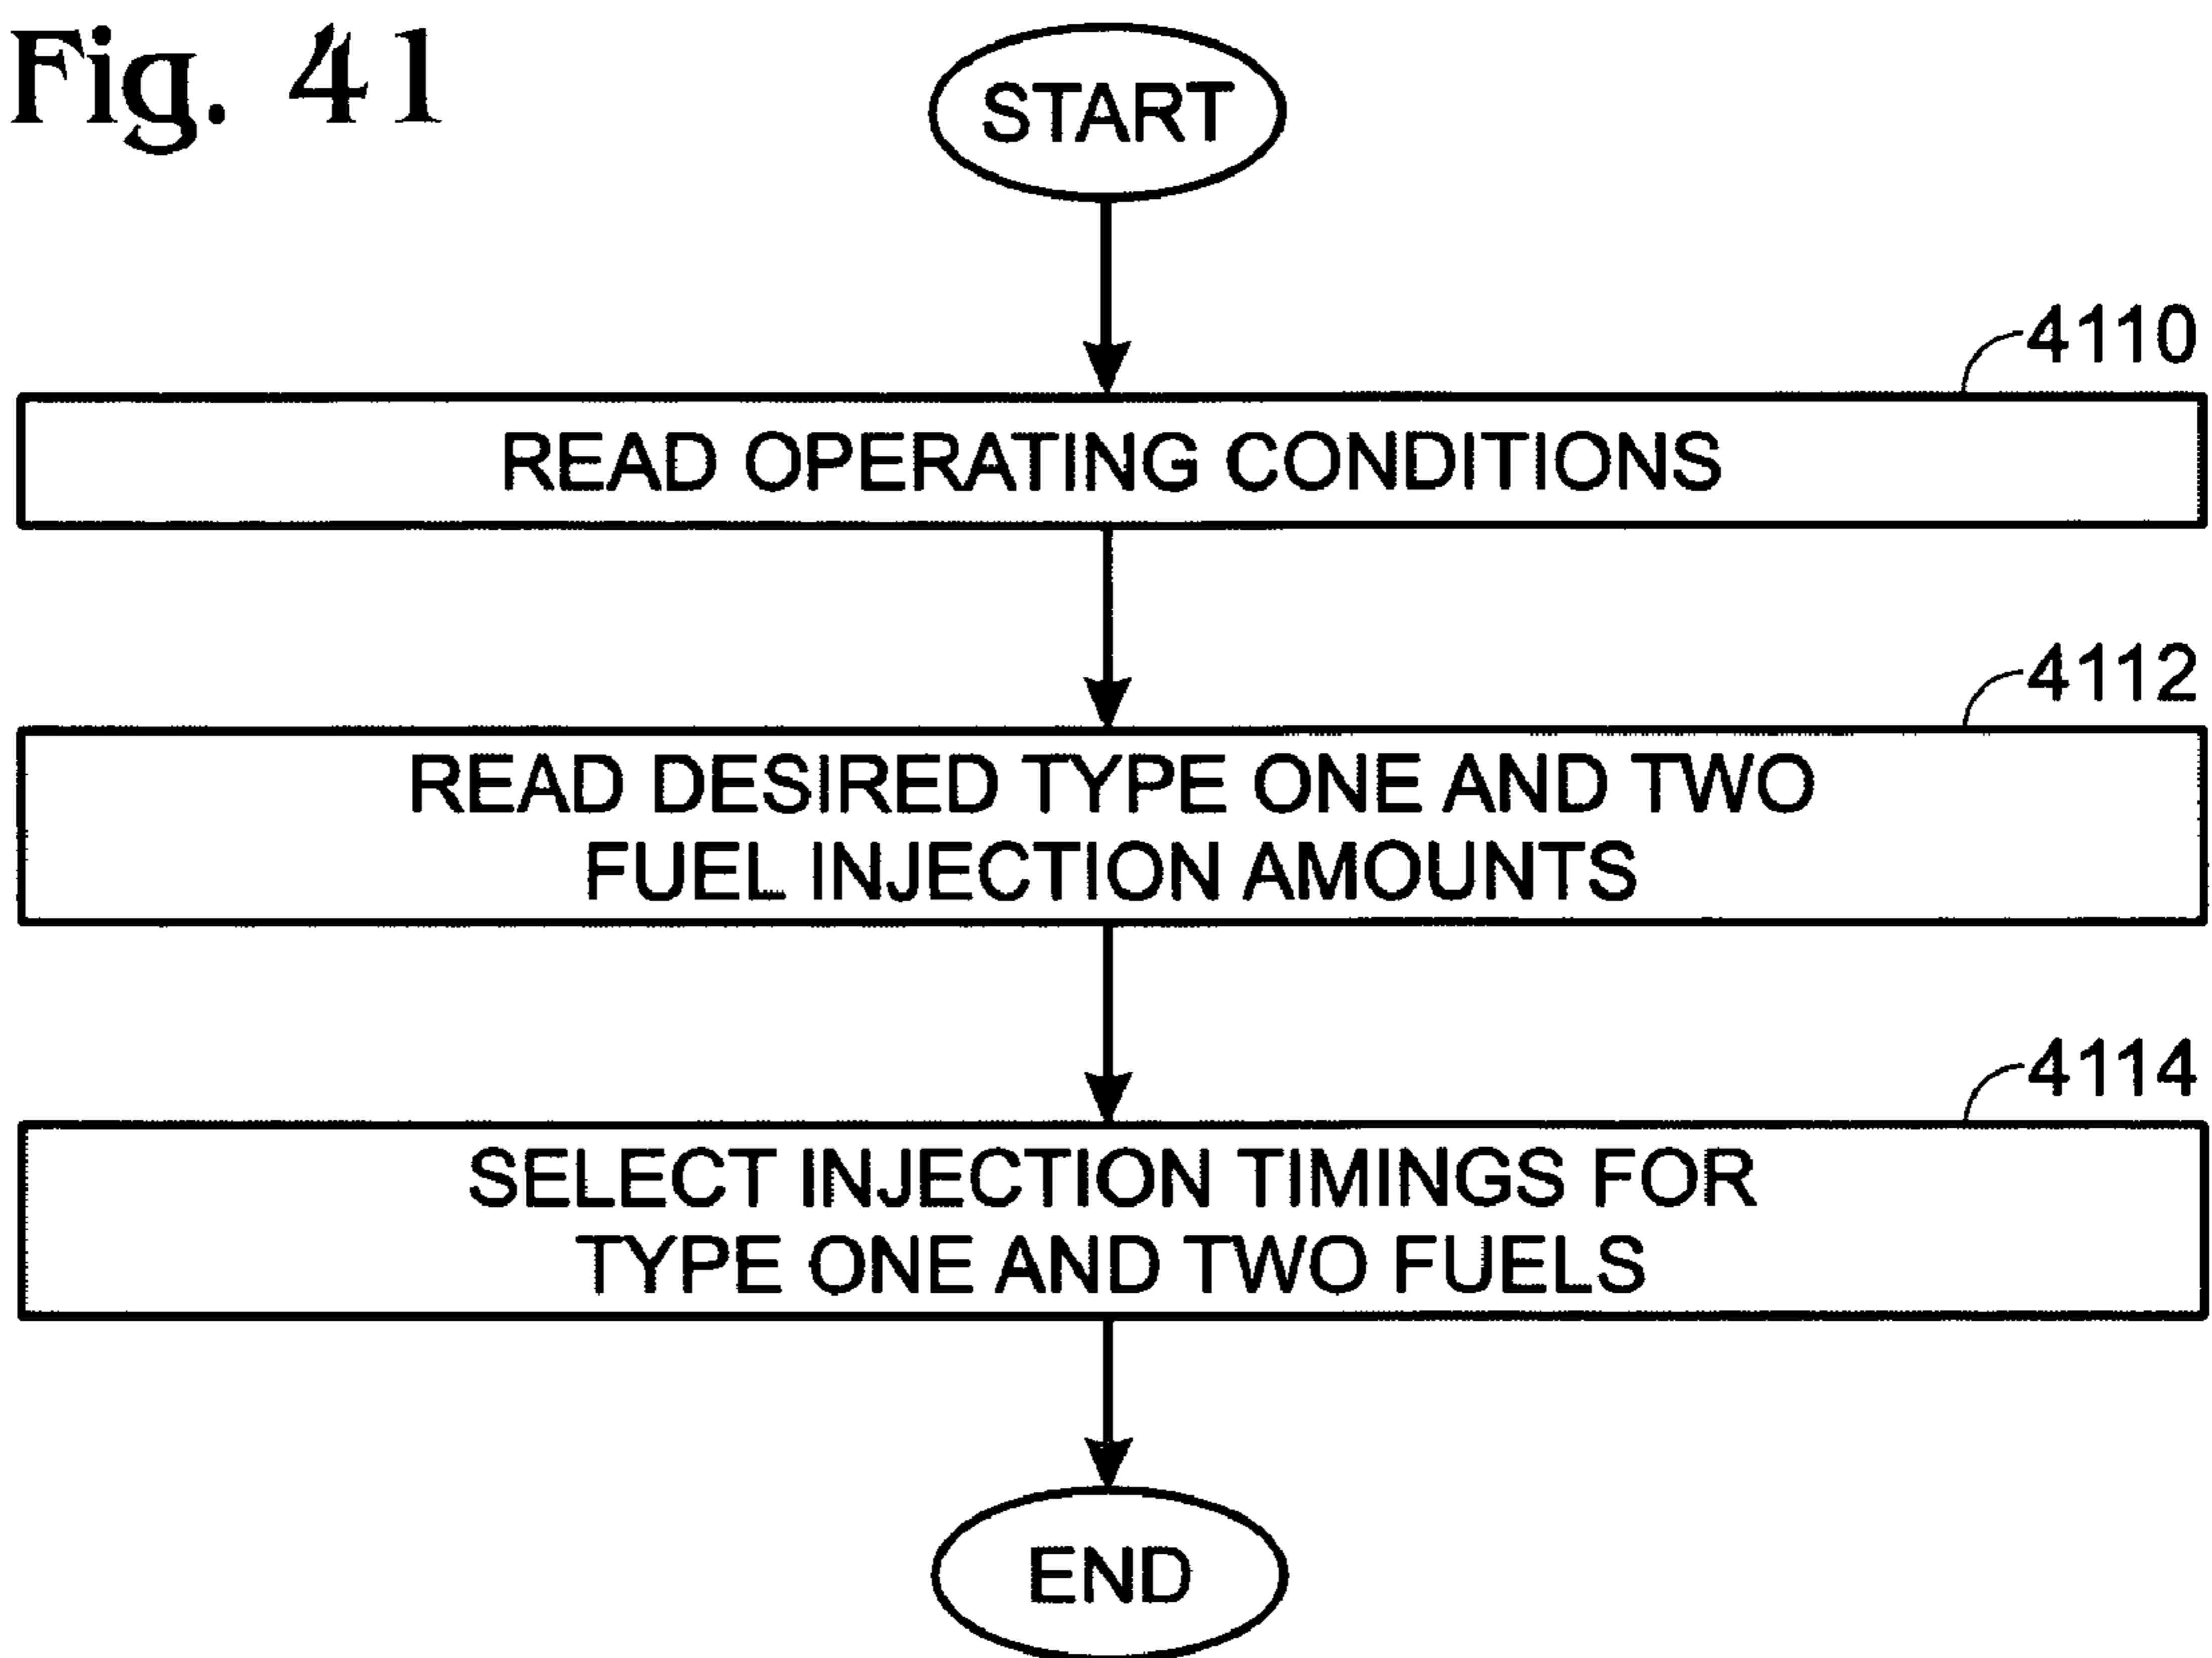 Fig. 41
START
4110
READ OPERATING CONDITIONS
4112
READ DESIRED TYPE ONE AND TWO
FUEL INJECTION AMOUNTS
4114
SELECT INJECTION TIMINGS FOR
TYPE ONE AND TWO FUELS
END